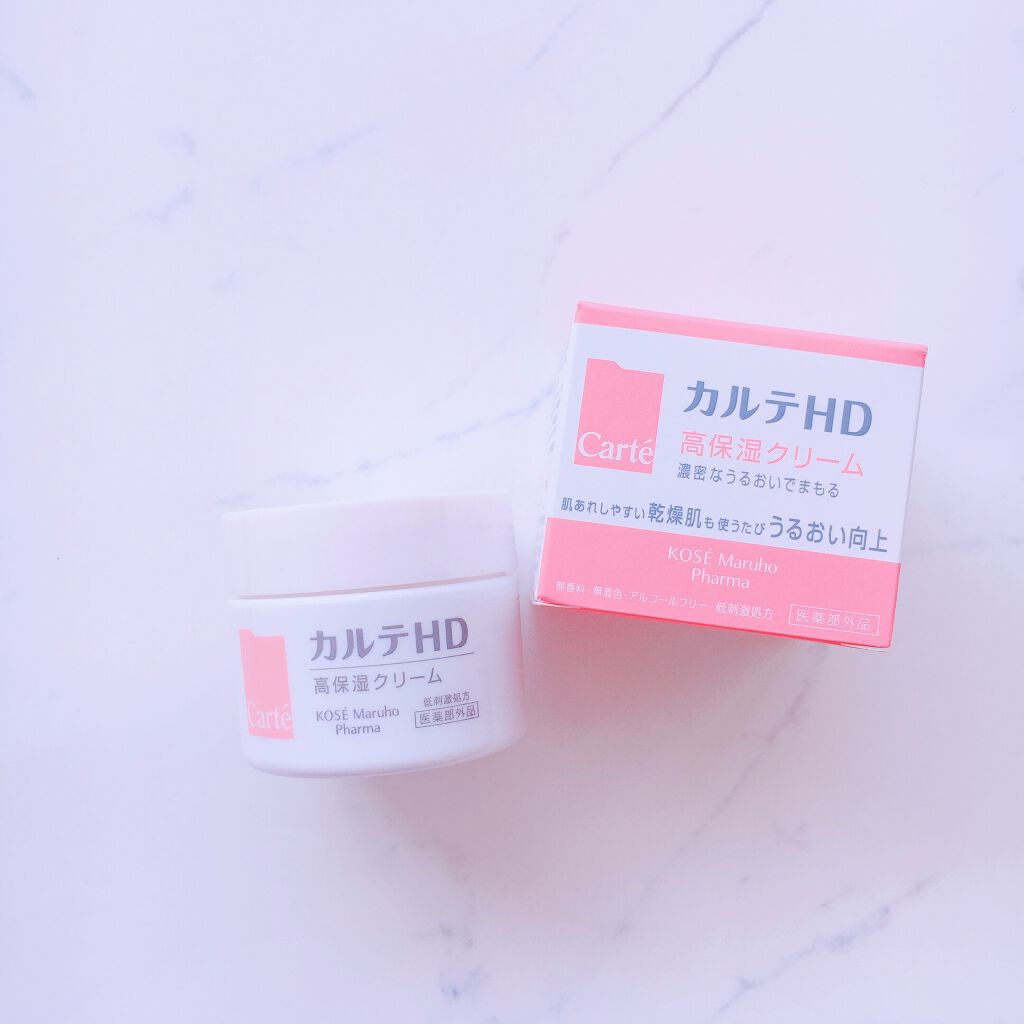 Carté
カルテHD
高保湿クリーム
濃密なうるおいでまもる
肌あれしやすい乾燥肌も使うたびうるおい向上
KOSÉ Maruho
Pharma
無香料・無着色・アルコールフリー・低刺激処方
医薬部外品
Carté
カルテHD
高保湿クリーム
低刺激処方
KOSÉ Maruho
Pharma
医薬部外品